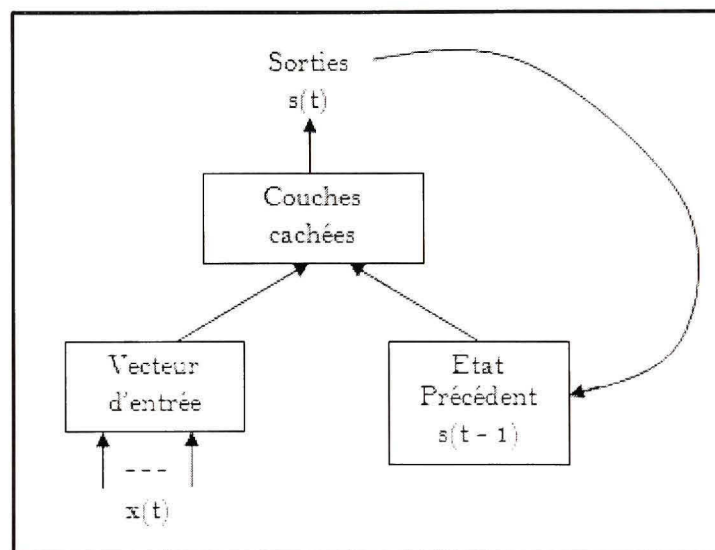 Sorties
s(t)
Couches
cachées
Vecteur
d'entrée
Etat
Précédent
s(t - 1)
---
x(t)